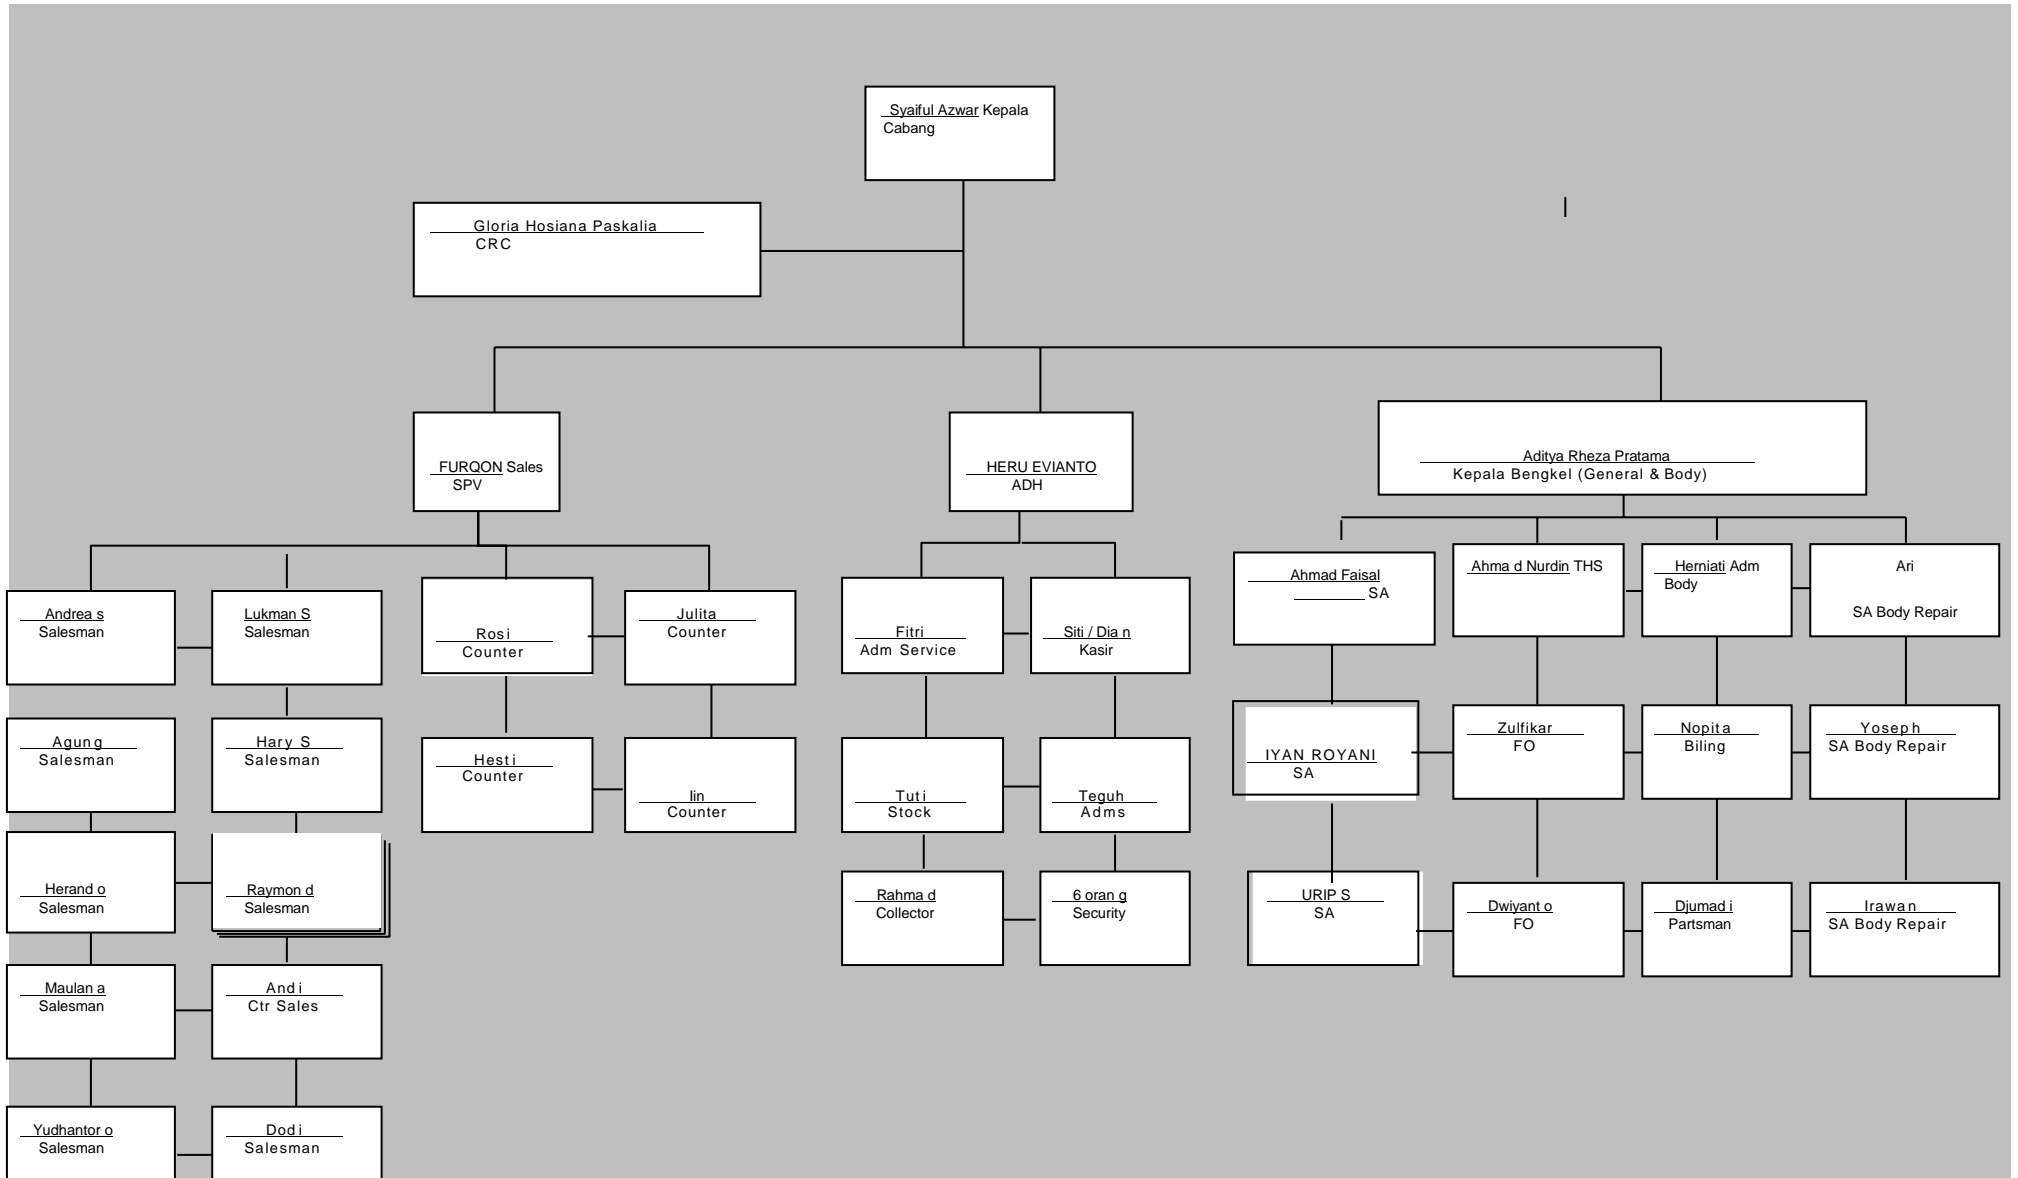 Syaiful Azwar Kepala
Cabang
Gloria Hosiana Paskalia
CRC
FURQON Sales
SPV
HERU EVIANTO
ADH
Aditya Rheza Pratama
Kepala Bengkel (General & Body)
Andrea s
Salesman
Lukman S
Salesman
Rosi
Counter
Julita
Counter
Fitri
Adm Service
Siti / Dia n
Kasir
Ahmad Faisal
SA
Ahma d Nurdin THS
Herniati Adm
Body
Ari
SA Body Repair
Agung
Salesman
Hary S
Salesman
Hesti
Counter
Iin
Counter
Tuti
Stock
Teguh
Adms
IYAN ROYANI
SA
Zulfikar
FO
Nopita
Biling
Yoseph
SA Body Repair
Herand o
Salesman
Raymon d
Salesman
Rahma d
Collector
6 oran g
Security
URIP S
SA
Dwiyant o
FO
Djumad i
Partsman
Irawan
SA Body Repair
Maulan a
Salesman
Andi
Ctr Sales
Yudhantor o
Salesman
Dodi
Salesman